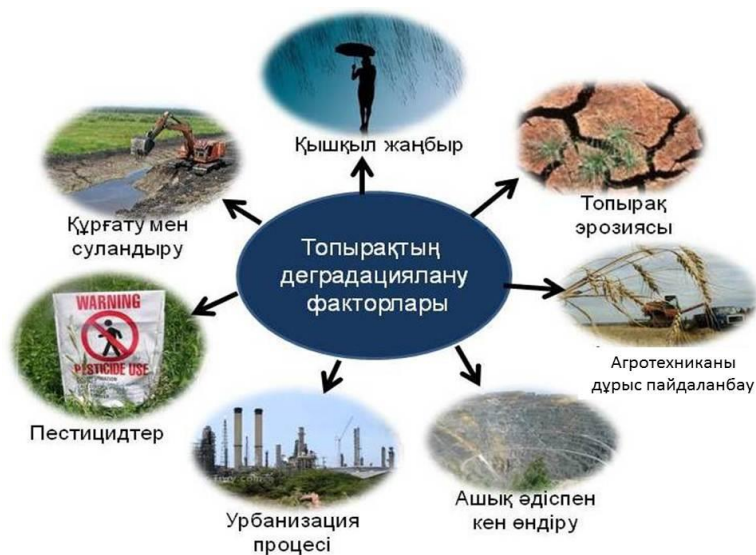 Қышқыл жаңбыр
Топырақ
эрозиясы
Құрғату мен
суландыру
Топырақтың
деградациялану
факторлары
WARNING
PESTICIDE USE
Агротехниканы
дұрыс пайдаланбау
Пестицидтер
Ашық әдіспен
кен өндіру
Урбанизация
процесі